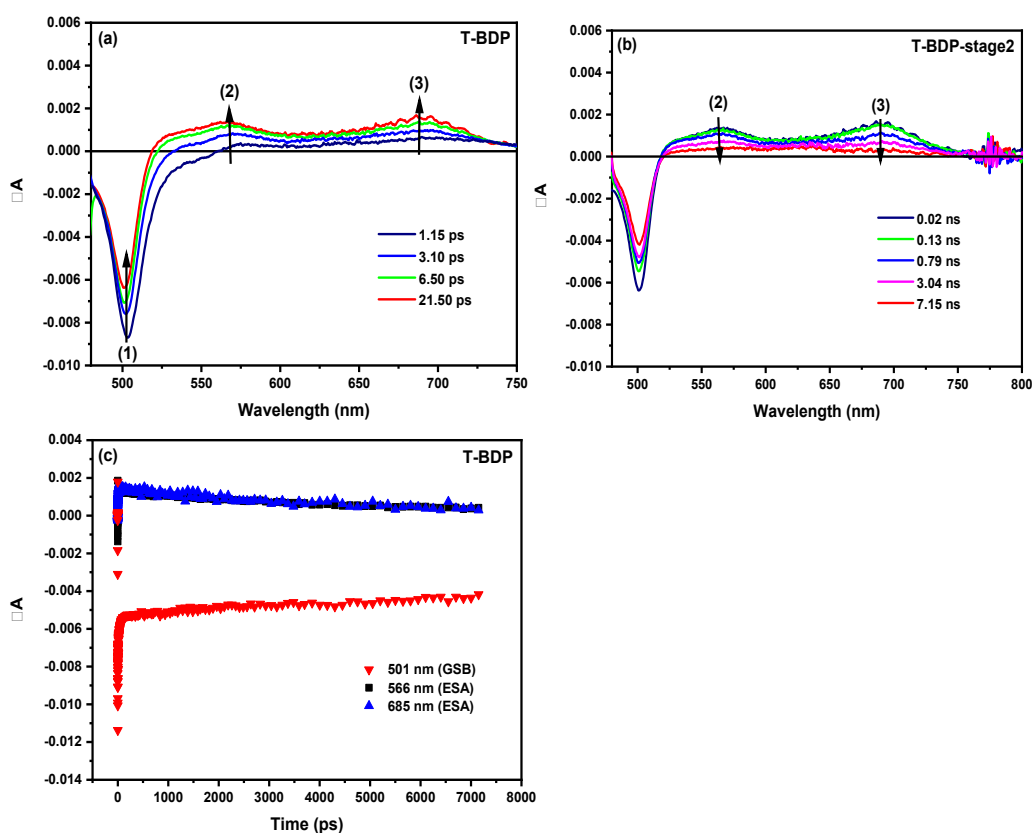 (a)
T-BDP
0.006
0.004
0.002
0.000
-0.002
-0.004
-0.006
-0.008
-0.010
□A
(1)
(2)
(3)
1.15 ps
3.10 ps
6.50 ps
21.50 ps
500
550
600
650
700
750
Wavelength (nm)
(b)
T-BDP-stage2
0.006
0.004
0.002
0.000
-0.002
-0.004
-0.006
-0.008
-0.010
□A
(2)
(3)
0.02 ns
0.13 ns
0.79 ns
3.04 ns
7.15 ns
500
550
600
650
700
750
800
Wavelength (nm)
(c)
T-BDP
0.004
0.002
0.000
-0.002
-0.004
-0.006
-0.008
-0.010
-0.012
-0.014
□A
501 nm (GSB)
566 nm (ESA)
685 nm (ESA)
0
1000
2000
3000
4000
5000
6000
7000
8000
Time (ps)